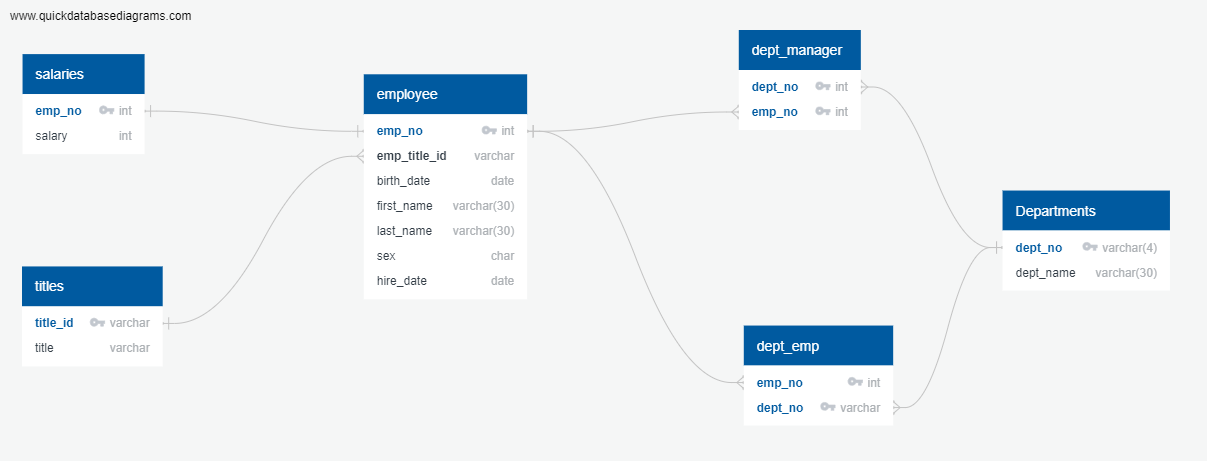 www.quickdatabasediagrams.com
salaries
emp_no int
salary int
titles
title_id varchar
title varchar
employee
emp_no int
emp_title_id varchar
birth_date date
first_name varchar(30)
last_name varchar(30)
sex char
hire_date date
dept_manager
dept_no int
emp_no int
dept_emp
emp_no int
dept_no varchar
Departments
dept_no varchar(4)
dept_name varchar(30)